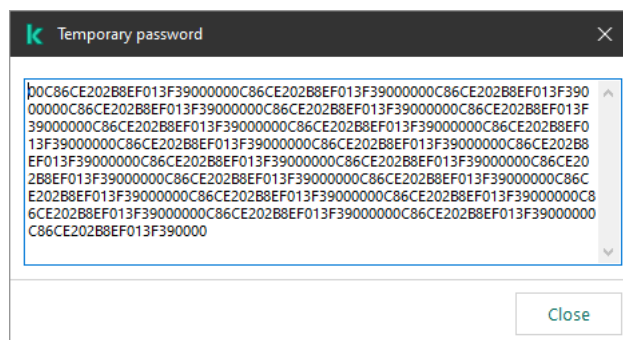 Temporary password
00C86CE202B8EF013F39000000C86CE202B8EF013F39000000C86CE202B8EF013F390
00000C86CE202B8EF013F39000000C86CE202B8EF013F39000000C86CE202B8EF013F
39000000C86CE202B8EF013F39000000C86CE202B8EF013F39000000C86CE202B8EF0
13F39000000C86CE202B8EF013F39000000C86CE202B8EF013F39000000C86CE202B8
EF013F39000000C86CE202B8EF013F39000000C86CE202B8EF013F39000000C86CE20
2B8EF013F39000000C86CE202B8EF013F39000000C86CE202B8EF013F39000000C86C
E202B8EF013F39000000C86CE202B8EF013F39000000C86CE202B8EF013F39000000C8
6CE202B8EF013F39000000C86CE202B8EF013F39000000C86CE202B8EF013F39000000
C86CE202B8EF013F390000
Close